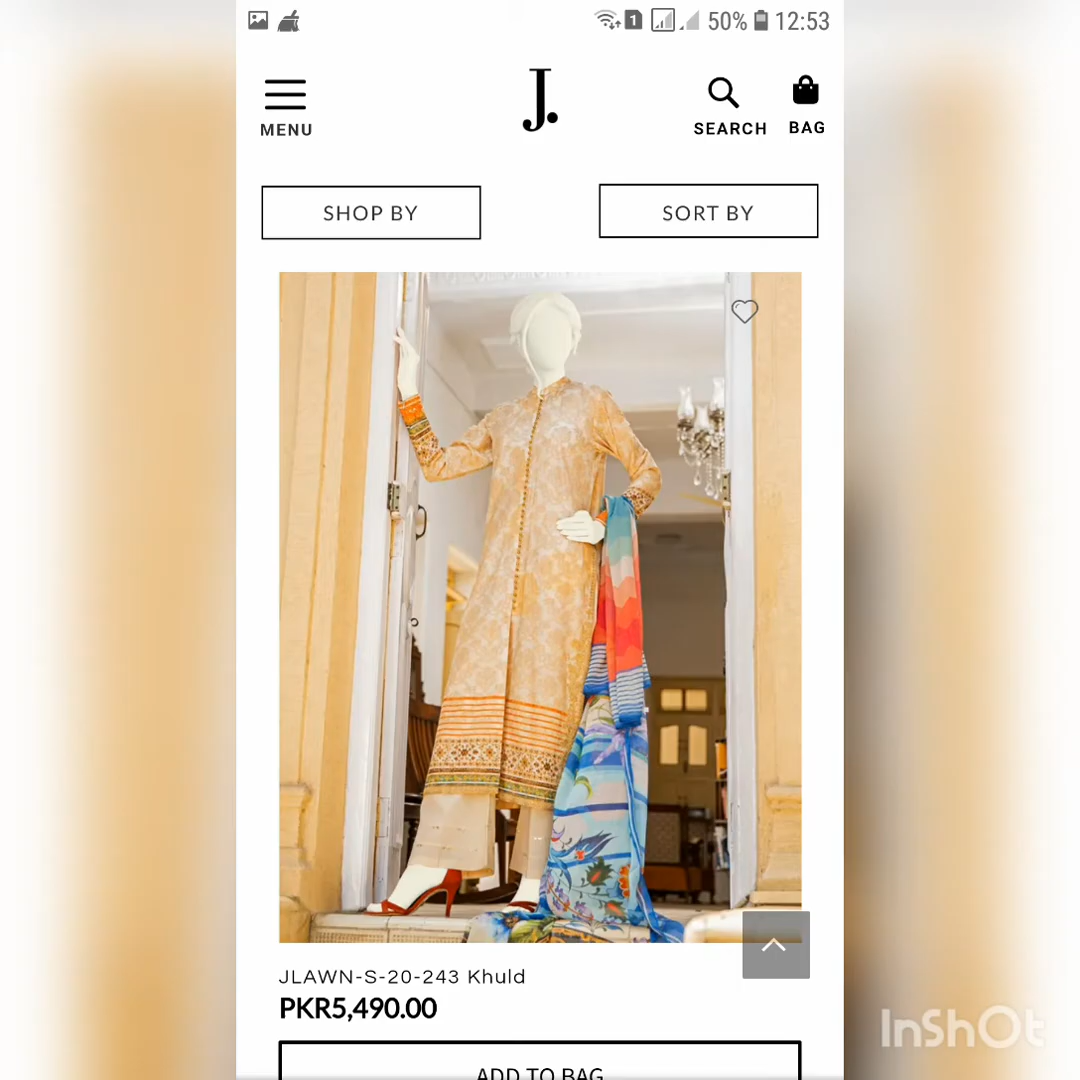 1 50% 12:53
J.
MENU
SEARCH BAG
SHOP BY SORT BY
JLAWN-S-20-243 Khuld
PKR5,490.00
ADD TO BAG
InShOt